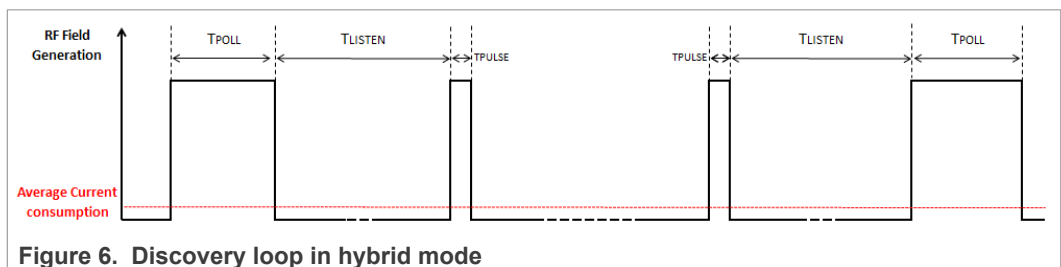 RF Field
Generation
TPOLL
TLISTEN
TPULSE
TPULSE
TLISTEN
TPOLL
Average Current
consumption
Figure 6. Discovery loop in hybrid mode